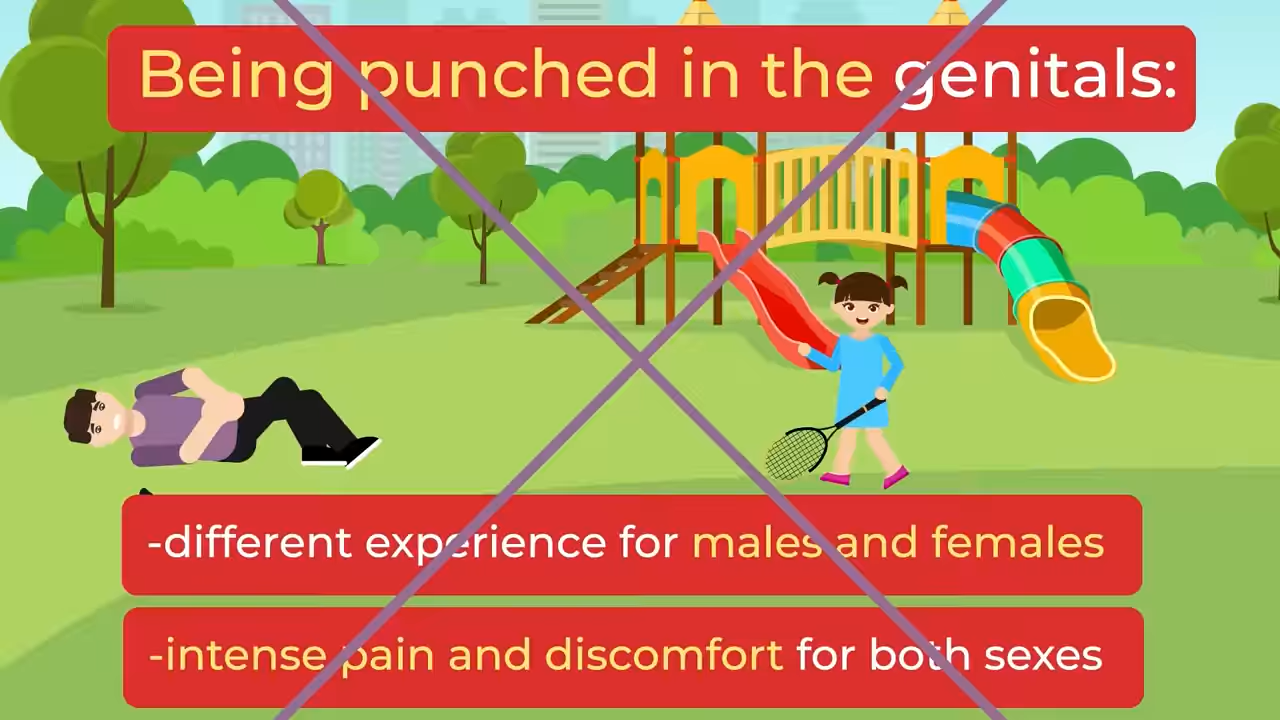 Being punched in the genitals:
-different experience for males and females
-intense pain and discomfort for both sexes